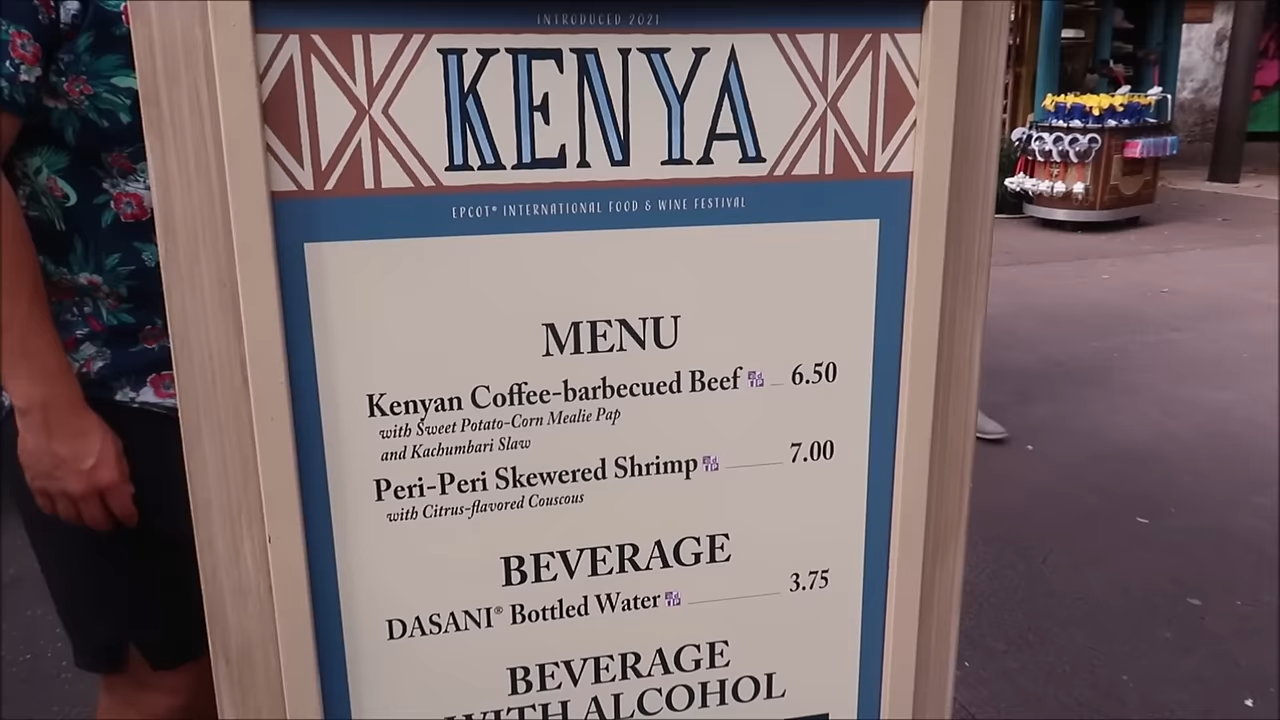 INTRODUCED 2021
KENYA
EPCOT® INTERNATIONAL FOOD & WINE FESTIVAL
MENU
Kenyan Coffee-barbecued Beef 6.50
with Sweet Potato-Corn Mealie Pap
and Kachumbari Slaw
Peri-Peri Skewered Shrimp 7.00
with Citrus-flavored Couscous
BEVERAGE
DASANI® Bottled Water 3.75
BEVERAGE
WITH ALCOHOL